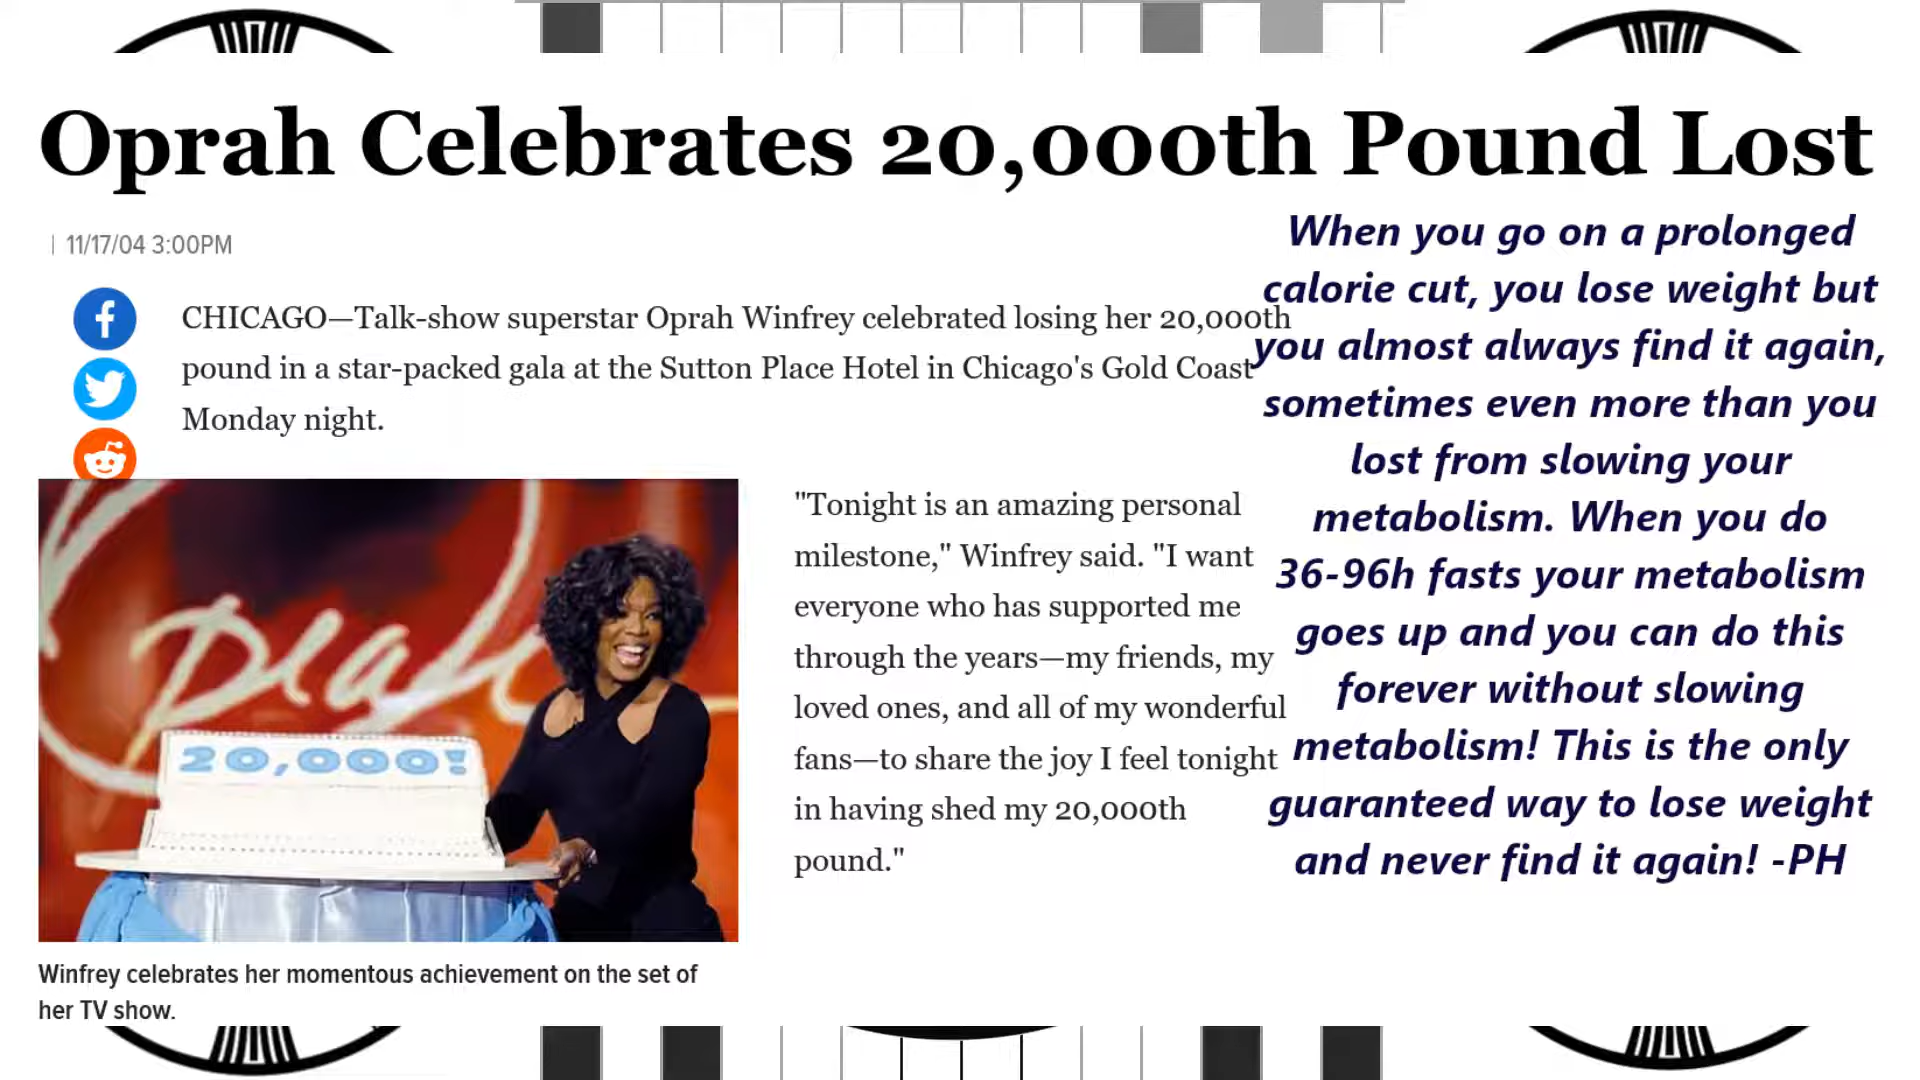 Oprah Celebrates 20,000th Pound Lost
| 11/17/04 3:00PM
CHICAGO—Talk-show superstar Oprah Winfrey celebrated losing her 20,000th
pound in a star-packed gala at the Sutton Place Hotel in Chicago's Gold Coast
Monday night.
Oprah
20,000!
Winfrey celebrates her momentous achievement on the set of
her TV show.
"Tonight is an amazing personal
milestone," Winfrey said. "I want
everyone who has supported me
through the years—my friends, my
loved ones, and all of my wonderful
fans—to share the joy I feel tonight
in having shed my 20,000th
pound."
When you go on a prolonged
calorie cut, you lose weight but
you almost always find it again,
sometimes even more than you
lost from slowing your
metabolism. When you do
36-96h fasts your metabolism
goes up and you can do this
forever without slowing
metabolism! This is the only
guaranteed way to lose weight
and never find it again! -PH